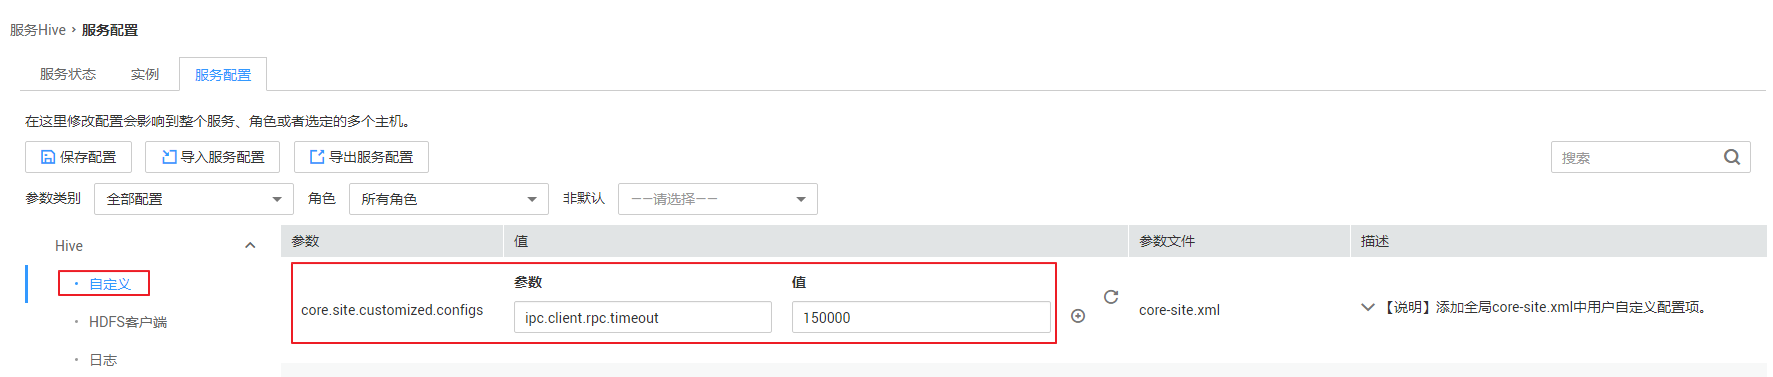 服务Hive › 服务配置
服务状态 实例 服务配置
在这里修改配置会影响到整个服务、角色或者选定的多个主机。
保存配置 导入服务配置 导出服务配置 搜索
参数类别 全部配置 角色 所有角色 非默认 ——请选择——
Hive
· 自定义
· HDFS客户端
· 日志
参数 值 参数文件 描述
参数 值
core.site.customized.configs ipc.client.rpc.timeout 150000 core-site.xml 【说明】添加全局core-site.xml中用户自定义配置项。